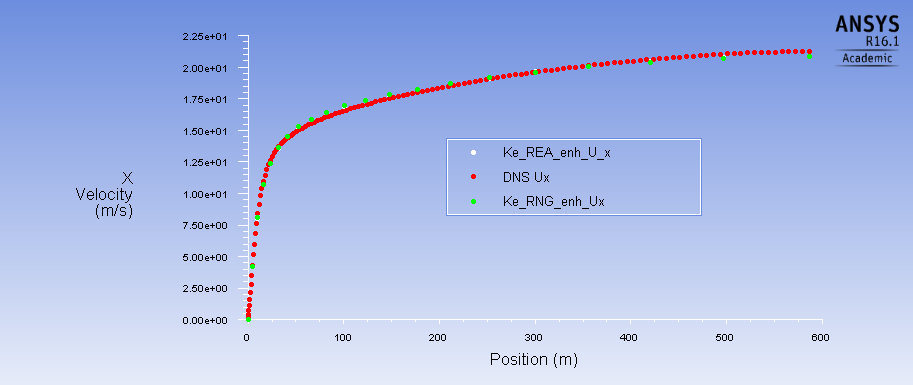 ANSYS
R16.1
Academic
2.25e+01
2.00e+01
1.75e+01
1.50e+01
1.25e+01
1.00e+01
7.50e+00
5.00e+00
2.50e+00
0.00e+00
X
Velocity
(m/s)
Ke_REA_enh_U_x
DNS Ux
Ke_RNG_enh_Ux
0 100 200 300 400 500 600
Position (m)